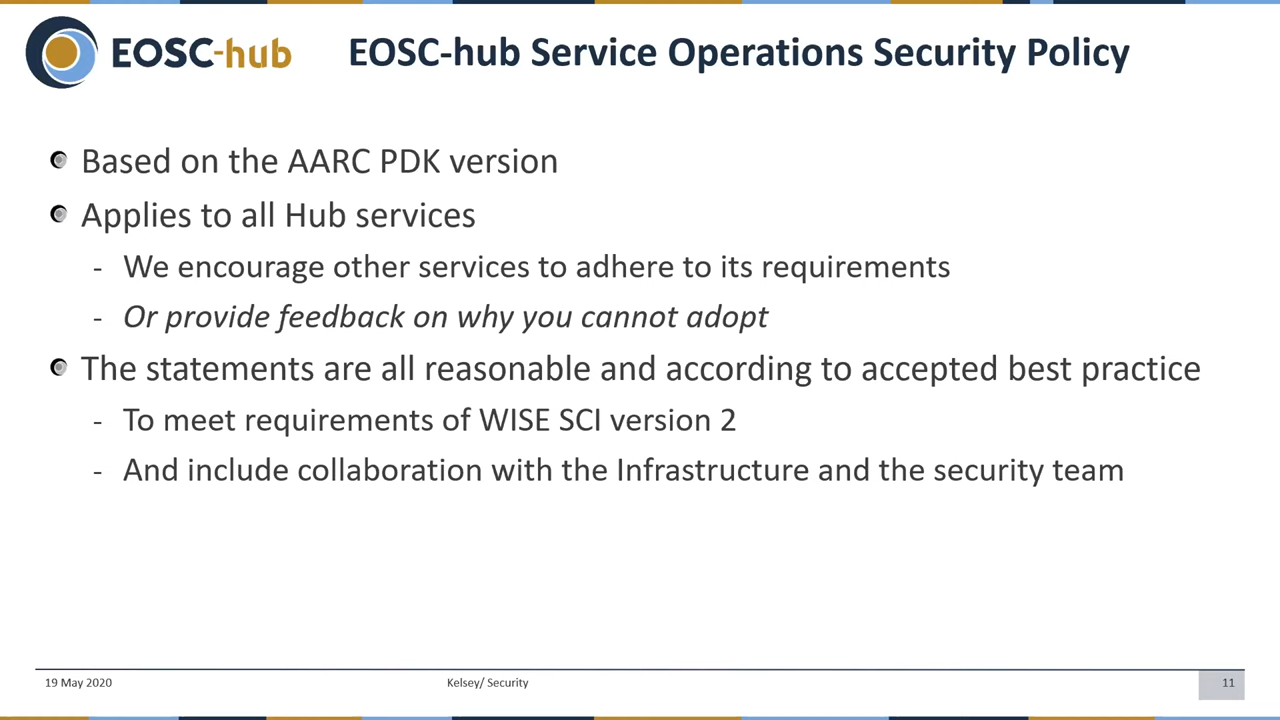 EOSC-hub
EOSC-hub Service Operations Security Policy
Based on the AARC PDK version
Applies to all Hub services
- We encourage other services to adhere to its requirements
- Or provide feedback on why you cannot adopt
The statements are all reasonable and according to accepted best practice
- To meet requirements of WISE SCI version 2
- And include collaboration with the Infrastructure and the security team
19 May 2020
Kelsey/ Security
11